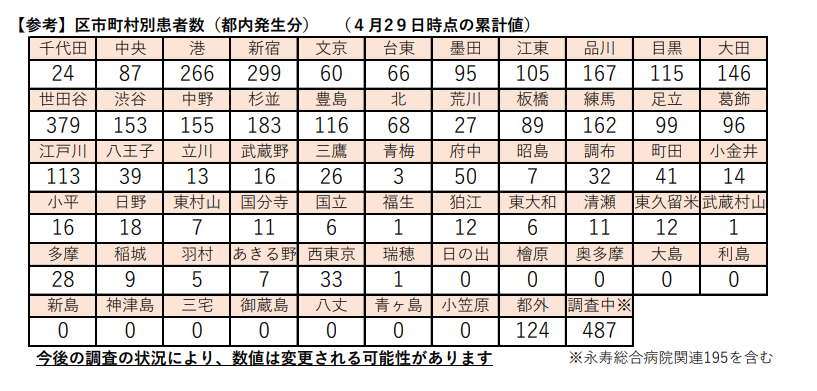 【参考】区市町村別患者数（都内発生分）　（４月２９日時点の累計値）
千代田 中央 港 新宿 文京 台東 墨田 江東 品川 目黒 大田
24 87 266 299 60 66 95 105 167 115 146
世田谷 渋谷 中野 杉並 豊島 北 荒川 板橋 練馬 足立 葛飾
379 153 155 183 116 68 27 89 162 99 96
江戸川 八王子 立川 武蔵野 三鷹 青梅 府中 昭島 調布 町田 小金井
113 39 13 16 26 3 50 7 32 41 14
小平 日野 東村山 国分寺 国立 福生 狛江 東大和 清瀬 東久留米 武蔵村山
16 18 7 11 6 1 12 6 11 12 1
多摩 稲城 羽村 あきる野 西東京 瑞穂 日の出 檜原 奥多摩 大島 利島
28 9 5 7 33 1 0 0 0 0 0
新島 神津島 三宅 御蔵島 八丈 青ヶ島 小笠原 都外 調査中※
0 0 0 0 0 0 0 124 487
今後の調査の状況により、数値は変更される可能性があります ※永寿総合病院関連195を含む